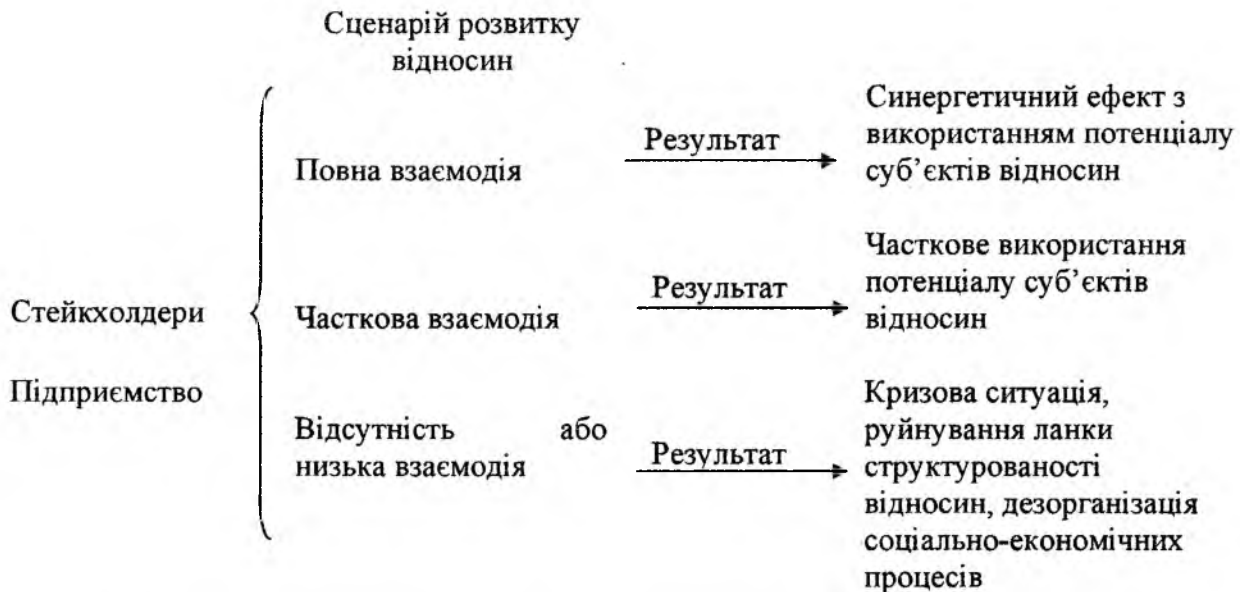 Сценарій розвитку
відносин
Стейкхолдери
Підприємство
Повна взаємодія
Результат
Синергетичний ефект з
використанням потенціалу
суб’єктів відносин
Часткова взаємодія
Результат
Часткове використання
потенціалу суб’єктів
відносин
Відсутність або
низька взаємодія
Результат
Кризова ситуація,
руйнування ланки
структурованості
відносин, дезорганізація
соціально-економічних
процесів